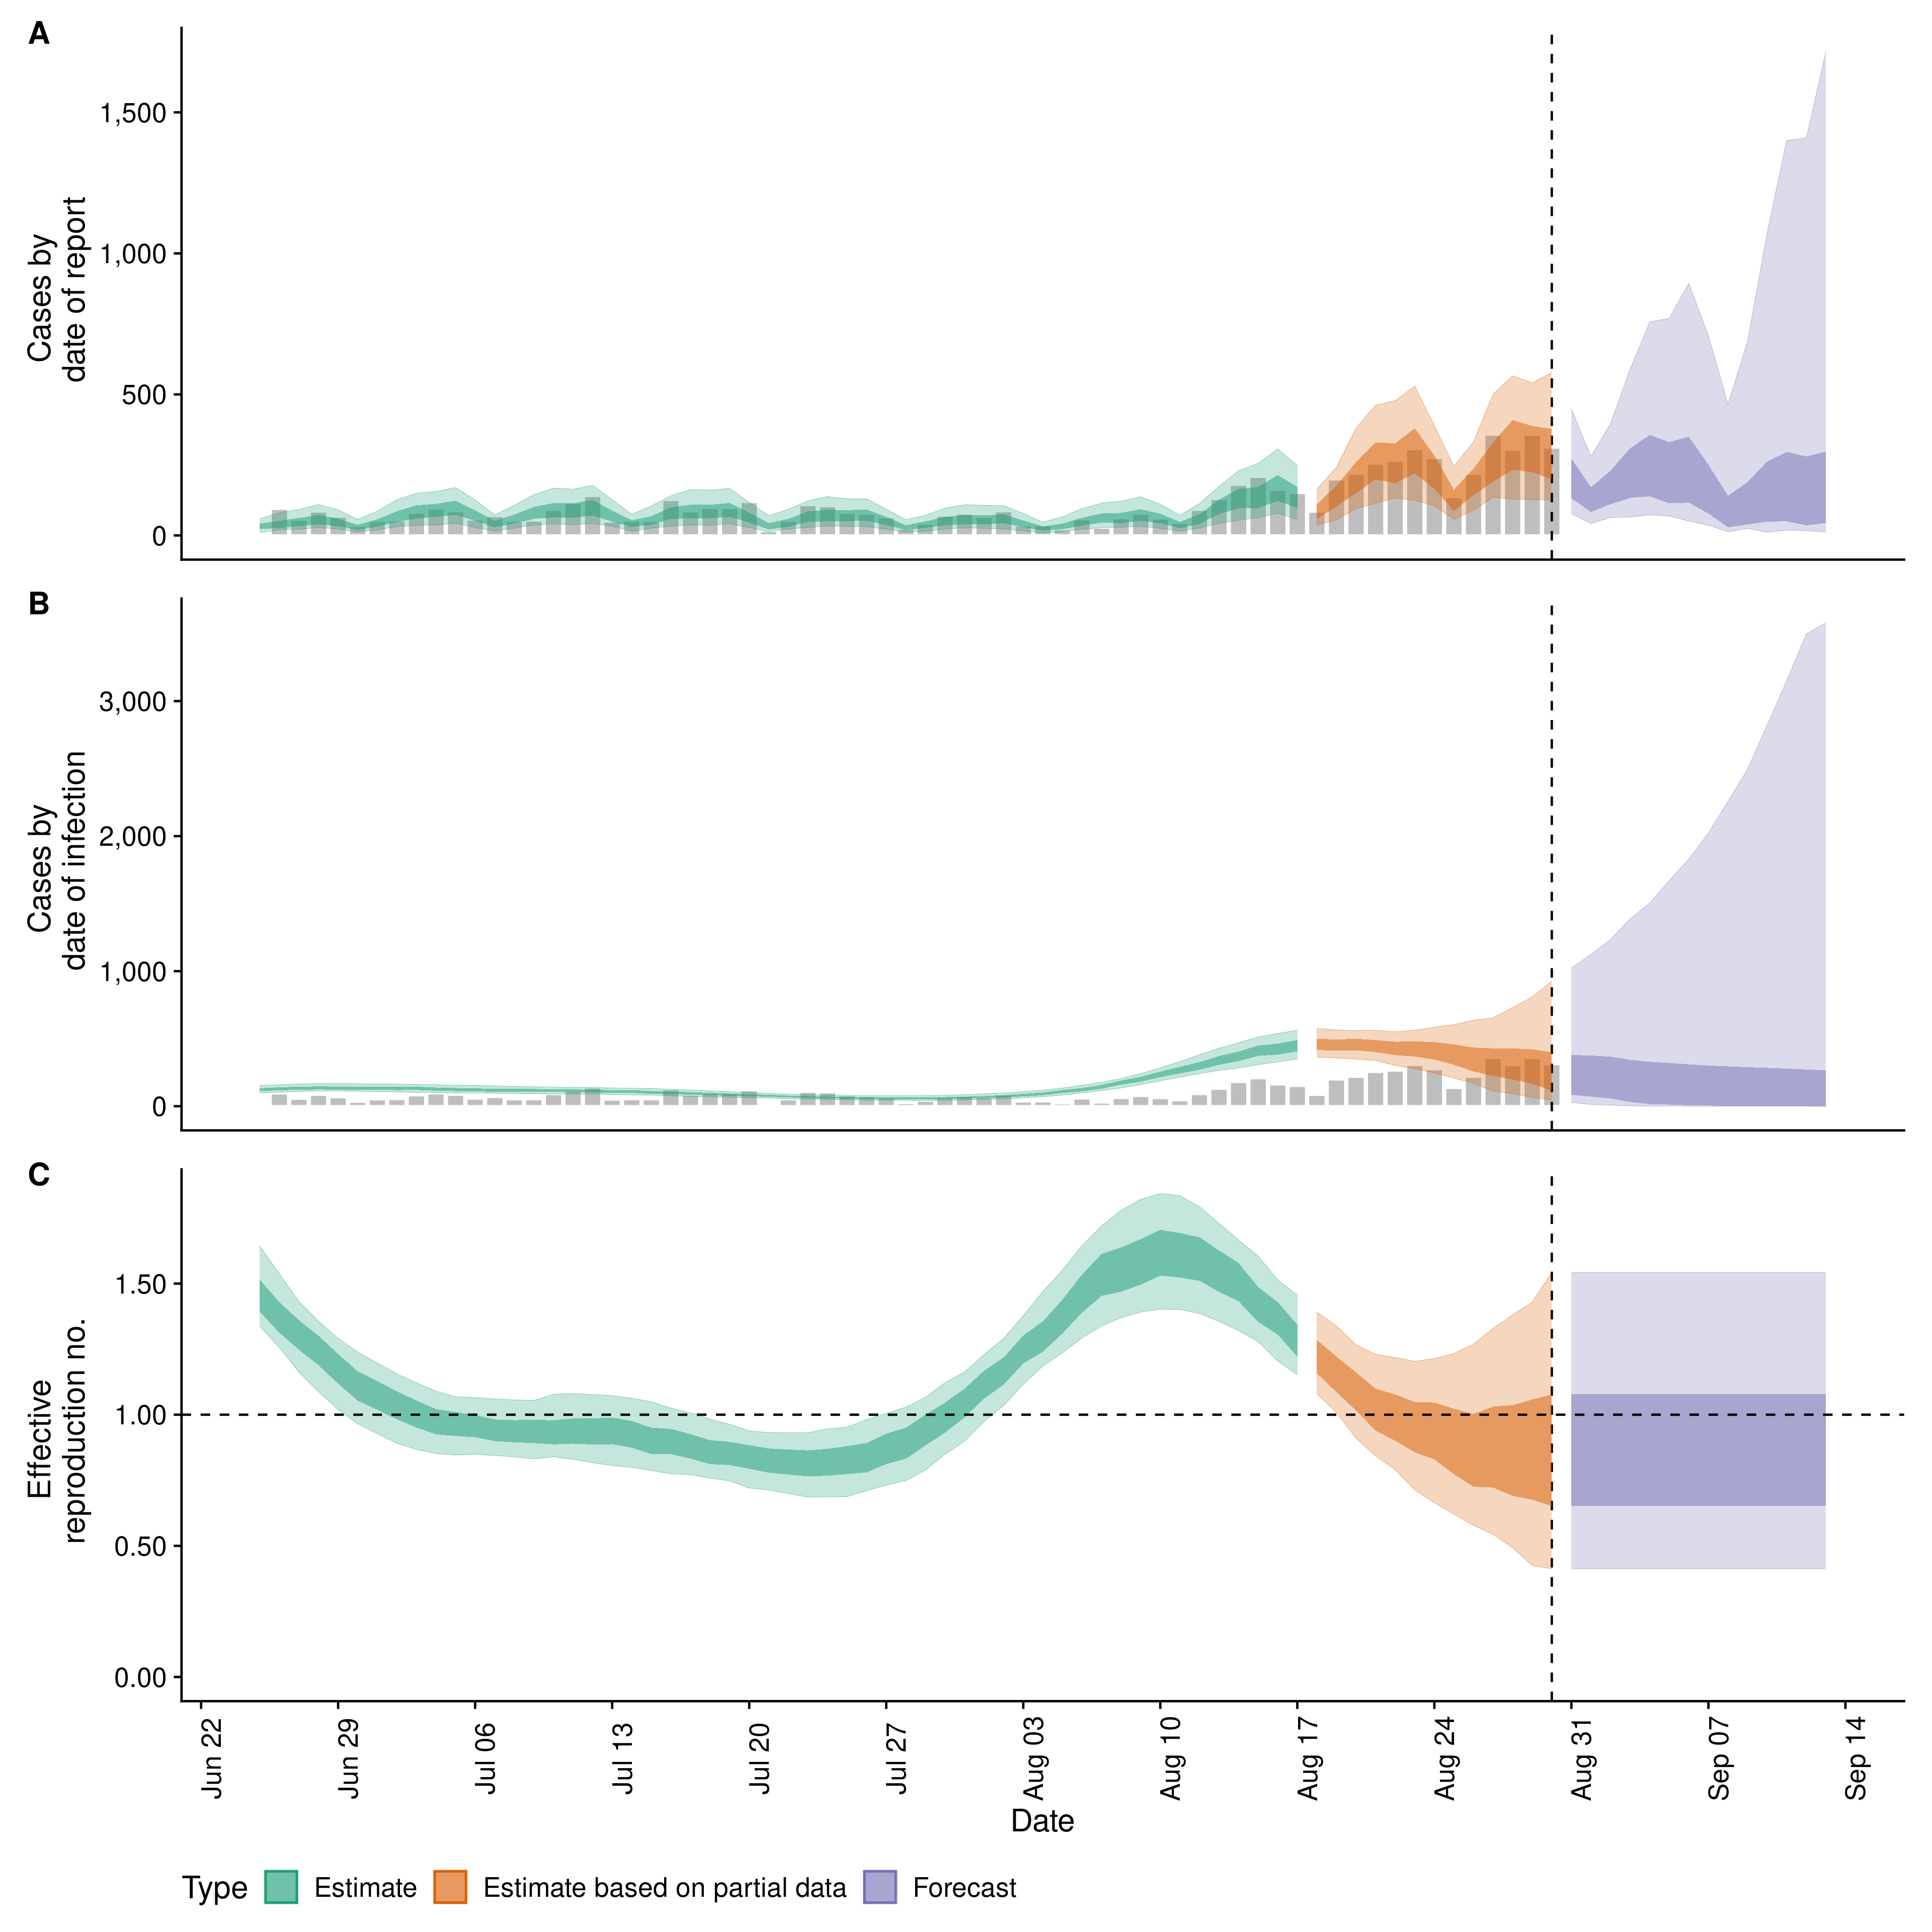 A
Cases by
date of report
1,500
1,000
500
0
B
Cases by
date of infection
3,000
2,000
1,000
0
C
Effective
reproduction no.
1.50
1.00
0.50
0.00
Jun 22
Jun 29
Jul 06
Jul 13
Jul 20
Jul 27
Aug 03
Aug 10
Aug 17
Aug 24
Aug 31
Sep 07
Sep 14
Date
Type Estimate Estimate based on partial data Forecast